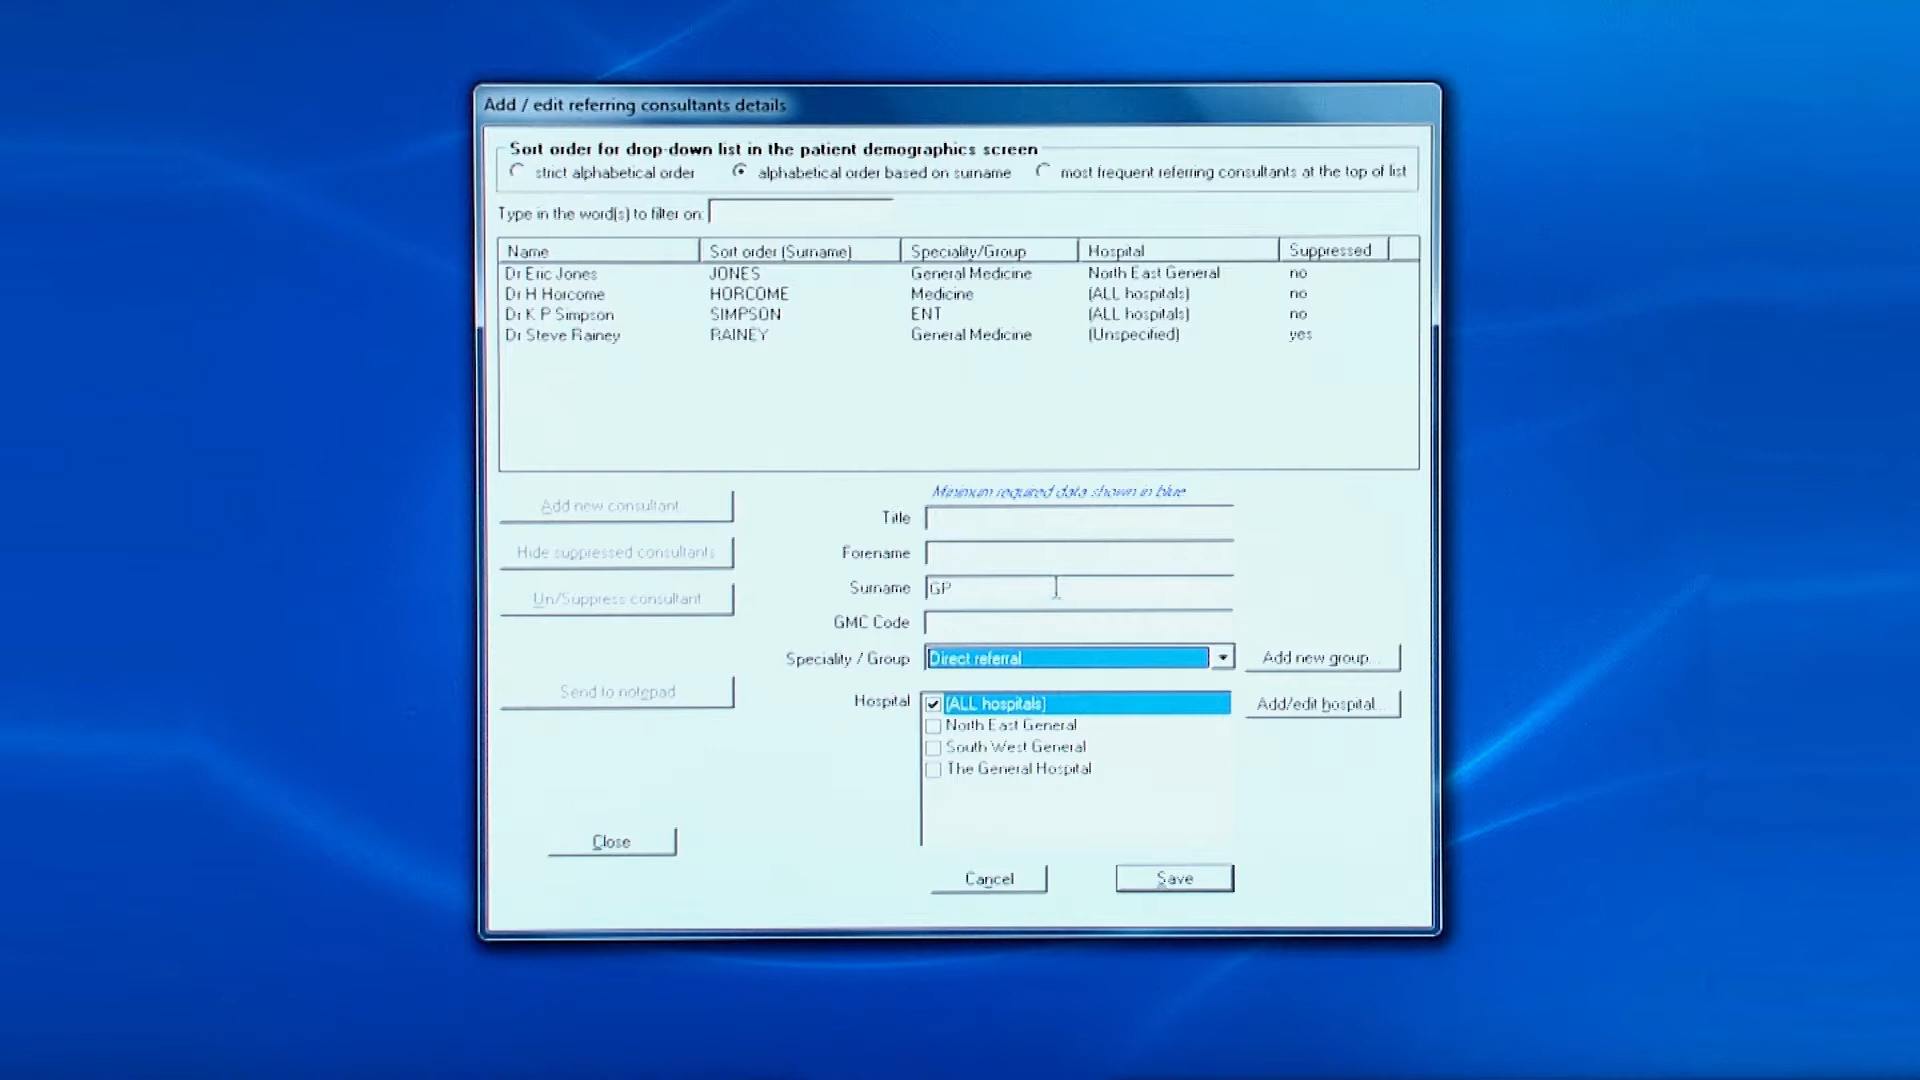 Add / edit referring consultants details
Sort order for drop-down list in the patient demographics screen
strict alphabetical order alphabetical order based on surname most frequent referring consultants at the top of list
Type in the word(s) to filter on:
Name Sort order (Surname) Speciality/Group Hospital Suppressed
Dr Eric Jones JONES General Medicine North East General no
Dr H Horcome HORCOME Medicine (ALL hospitals) no
Dr K P Simpson SIMPSON ENT (ALL hospitals) no
Dr Steve Rainey RAINEY General Medicine (Unspecified) yes
Minimum required data shown in blue
Add new consultant
Title
Hide suppressed consultants
Forename
Un/Suppress consultant
Surname GP
GMC Code
Speciality / Group Direct referral Add new group...
Send to notepad
Hospital (ALL hospitals) Add/edit hospital...
North East General
South West General
The General Hospital
Close
Cancel Save